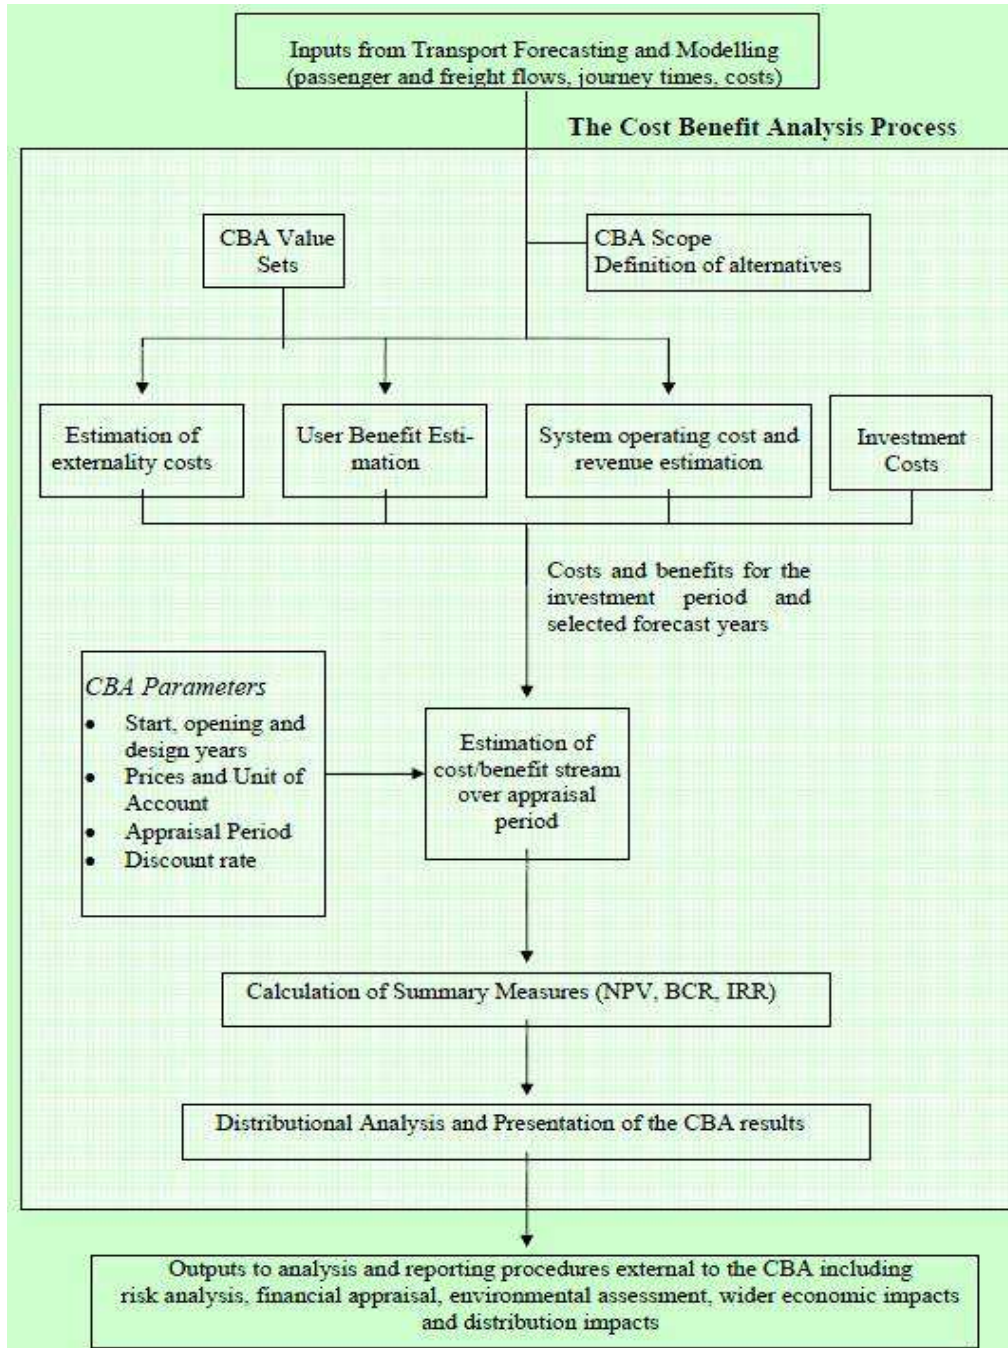 Inputs from Transport Forecasting and Modelling
(passenger and freight flows, journey times, costs)
The Cost Benefit Analysis Process
CBA Value
Sets
CBA Scope
Definition of alternatives
Estimation of
externality costs
User Benefit Esti-
mation
System operating cost and
revenue estimation
Investment
Costs
Costs and benefits for the
investment period and
selected forecast years
CBA Parameters
• Start, opening and
design years
• Prices and Unit of
Account
• Appraisal Period
• Discount rate
Estimation of
cost/benefit stream
over appraisal
period
Calculation of Summary Measures (NPV, BCR, IRR)
Distributional Analysis and Presentation of the CBA results
Outputs to analysis and reporting procedures external to the CBA including
risk analysis, financial appraisal, environmental assessment, wider economic impacts
and distribution impacts